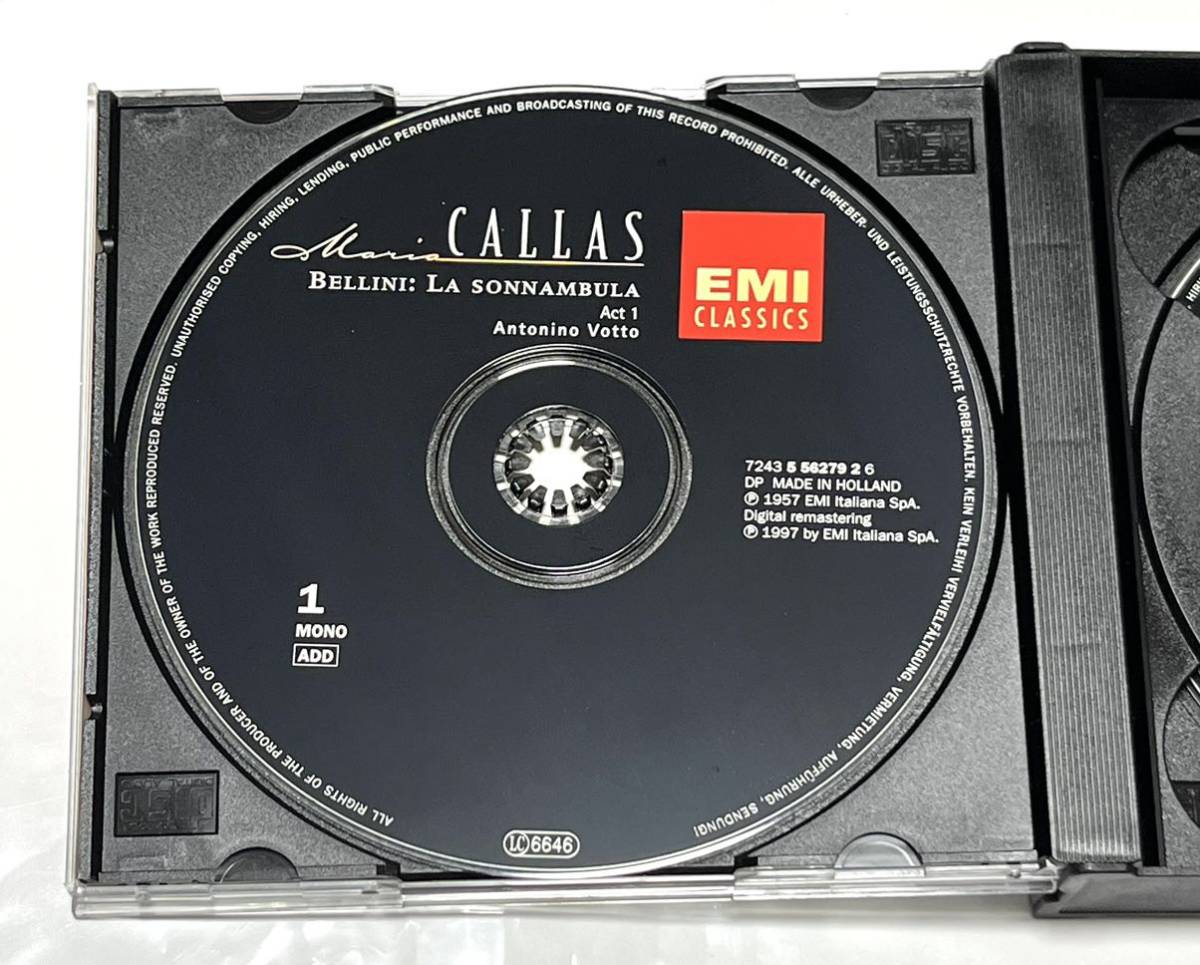 Maria CALLAS
BELLINI: LA SONNAMBULA
Act 1
Antonino Votto
EMI
CLASSICS
7243 5 56279 2 6
DP MADE IN HOLLAND
℗ 1957 EMI Italiana SpA.
Digital remastering
℗ 1997 by EMI Italiana SpA.
1
MONO
ADD
LC 6646
ALL RIGHTS OF THE PRODUCER AND OF THE OWNER OF THE WORK REPRODUCED RESERVED. UNAUTHORISED COPYING, HIRING, LENDING, PUBLIC PERFORMANCE AND BROADCASTING OF THIS RECORD PROHIBITED. ALLE URHEBER- UND LEISTUNGSSCHUTZRECHTE VORBEHALTEN. KEIN VERLEIH! VERVIELFÄLTIGUNG, VERMIETUNG, AUFFÜHRUNG, SENDUNG!